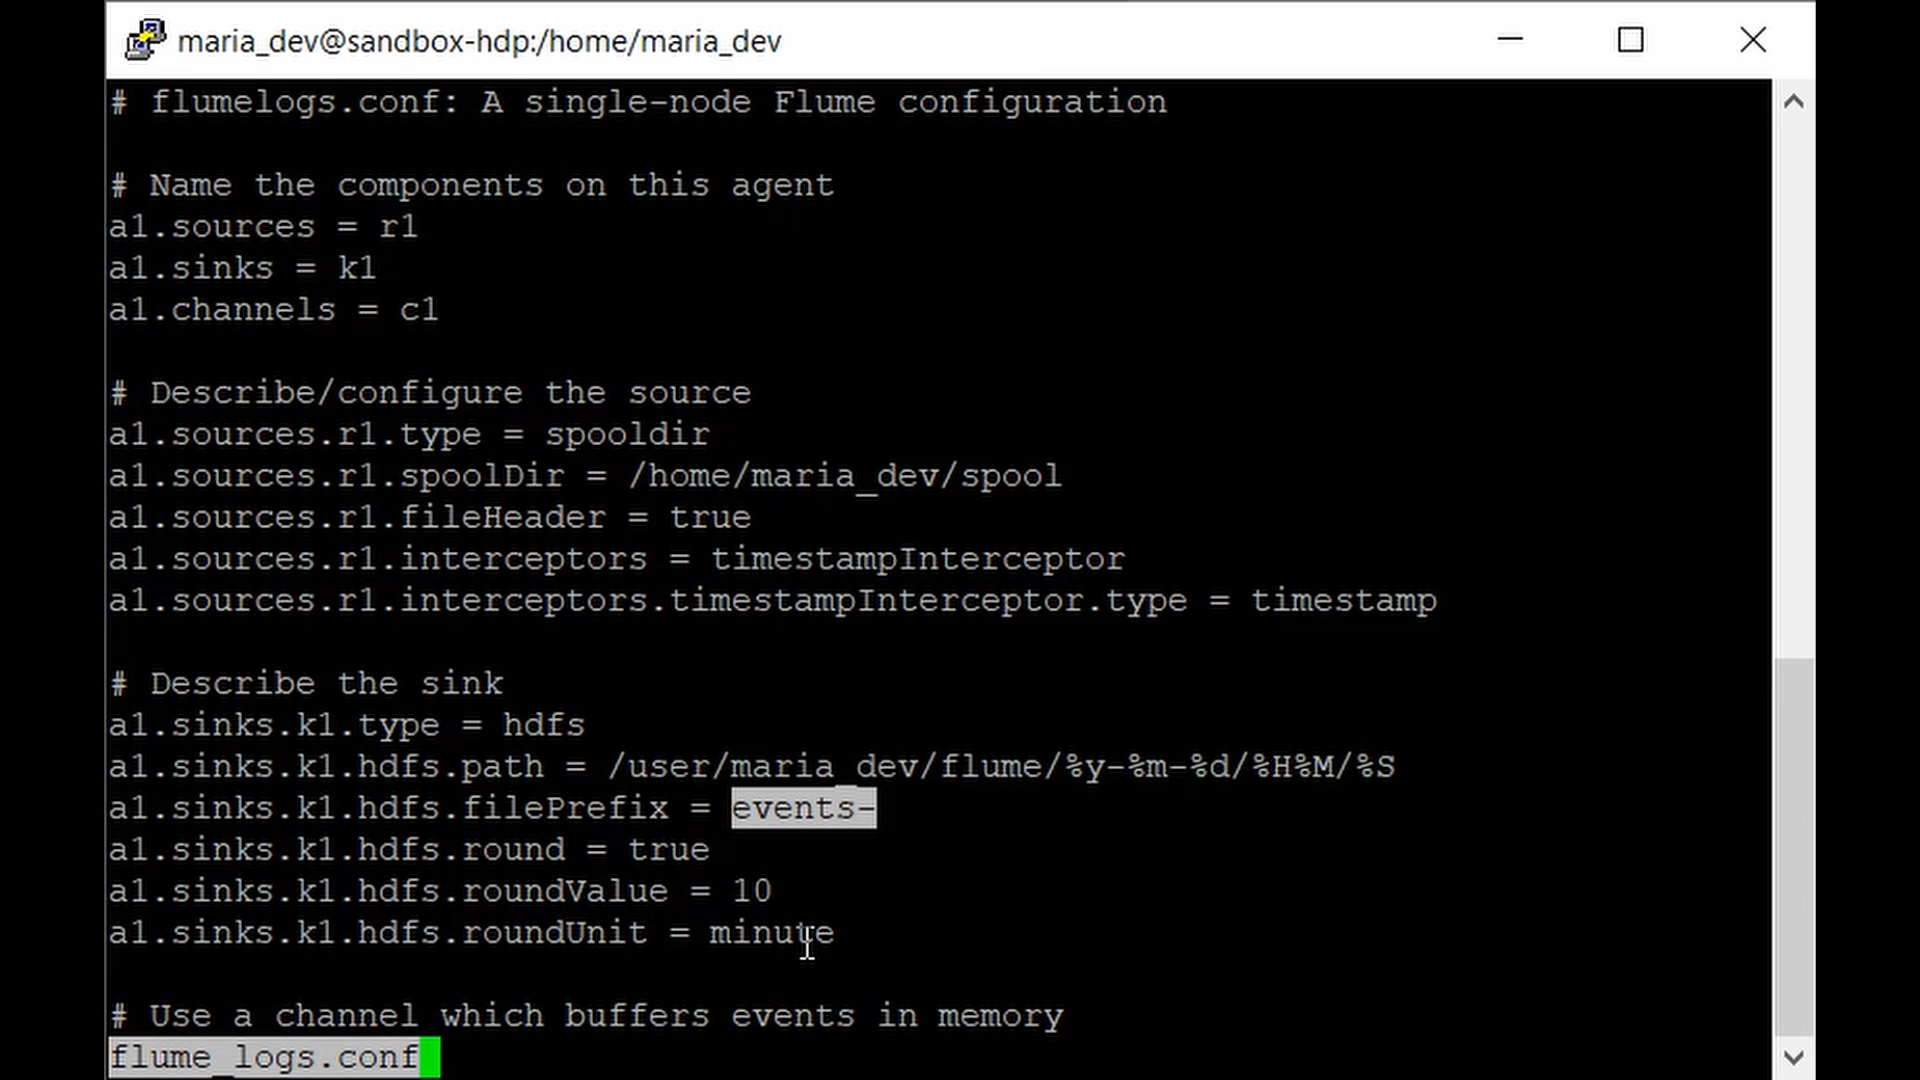 maria_dev@sandbox-hdp:/home/maria_dev
# flumelogs.conf: A single-node Flume configuration
# Name the components on this agent
a1.sources = r1
a1.sinks = k1
a1.channels = c1
# Describe/configure the source
a1.sources.r1.type = spooldir
a1.sources.r1.spoolDir = /home/maria_dev/spool
a1.sources.r1.fileHeader = true
a1.sources.r1.interceptors = timestampInterceptor
a1.sources.r1.interceptors.timestampInterceptor.type = timestamp
# Describe the sink
a1.sinks.k1.type = hdfs
a1.sinks.k1.hdfs.path = /user/maria_dev/flume/%y-%m-%d/%H%M/%S
a1.sinks.k1.hdfs.filePrefix = events-
a1.sinks.k1.hdfs.round = true
a1.sinks.k1.hdfs.roundValue = 10
a1.sinks.k1.hdfs.roundUnit = minute
# Use a channel which buffers events in memory
flume_logs.conf